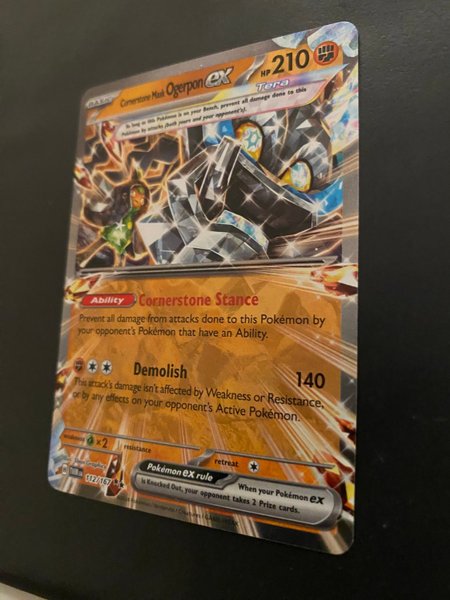 BASIC Cornerstone Mask Ogerpon ex HP 210
Tera
As long as this Pokémon is on your Bench, prevent all damage done to this
Pokémon by attacks (both yours and your opponent's).
Ability Cornerstone Stance
Prevent all damage from attacks done to this Pokémon by
your opponent's Pokémon that have an Ability.
Demolish 140
This attack's damage isn't affected by Weakness or Resistance,
or by any effects on your opponent's Active Pokémon.
weakness ×2 resistance retreat
112/167
Pokémon ex rule When your Pokémon ex
is Knocked Out, your opponent takes 2 Prize cards.